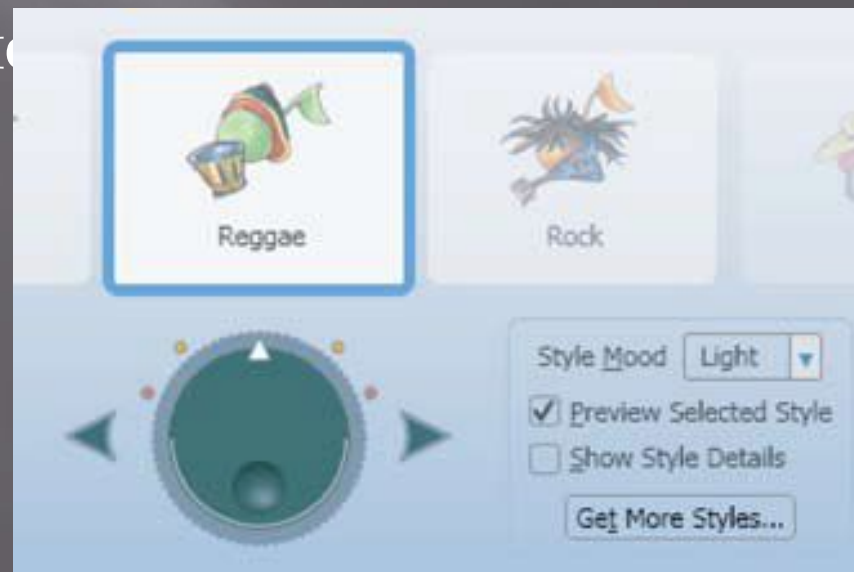 Reggae
Rock
Style Mood Light
Preview Selected Style
Show Style Details
Get More Styles...